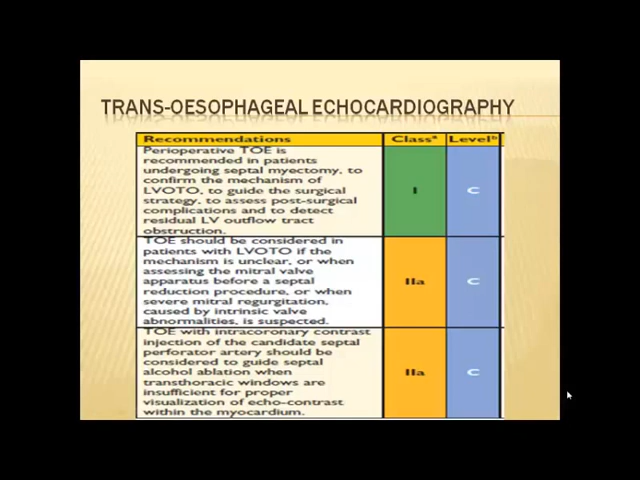 TRANS-OESOPHAGEAL ECHOCARDIOGRAPHY
Recommendations Classᵃ Levelᵇ
Perioperative TOE is
recommended in patients
undergoing septal myectomy, to
confirm the mechanism of
LVOTO, to guide the surgical
strategy, to assess post-surgical
complications and to detect
residual LV outflow tract
obstruction.
I C
TOE should be considered in
patients with LVOTO if the
mechanism is unclear, or when
assessing the mitral valve
apparatus before a septal
reduction procedure, or when
severe mitral regurgitation,
caused by intrinsic valve
abnormalities, is suspected.
IIa C
TOE with intracoronary contrast
injection of the candidate septal
perforator artery should be
considered to guide septal
alcohol ablation when
transthoracic windows are
insufficient for proper
visualization of echo-contrast
within the myocardium.
IIa C